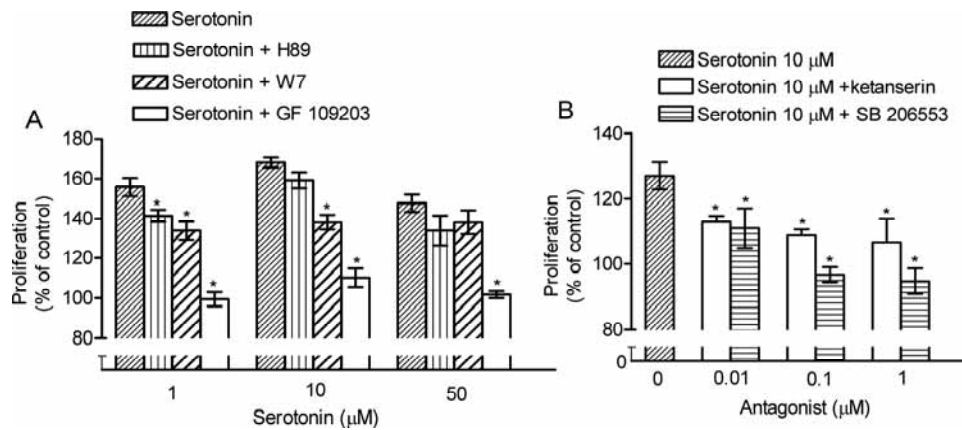 Serotonin
Serotonin + H89
Serotonin + W7
Serotonin + GF 109203
A
180
160
140
120
100
80
Proliferation
(% of control)
* * *
* *
*
1 10 50
Serotonin (μM)
Serotonin 10 μM
Serotonin 10 μM +ketanserin
Serotonin 10 μM + SB 206553
B
140
120
100
80
0
Proliferation
(% of control)
* *
* *
* *
0 0.01 0.1 1
Antagonist (μM)